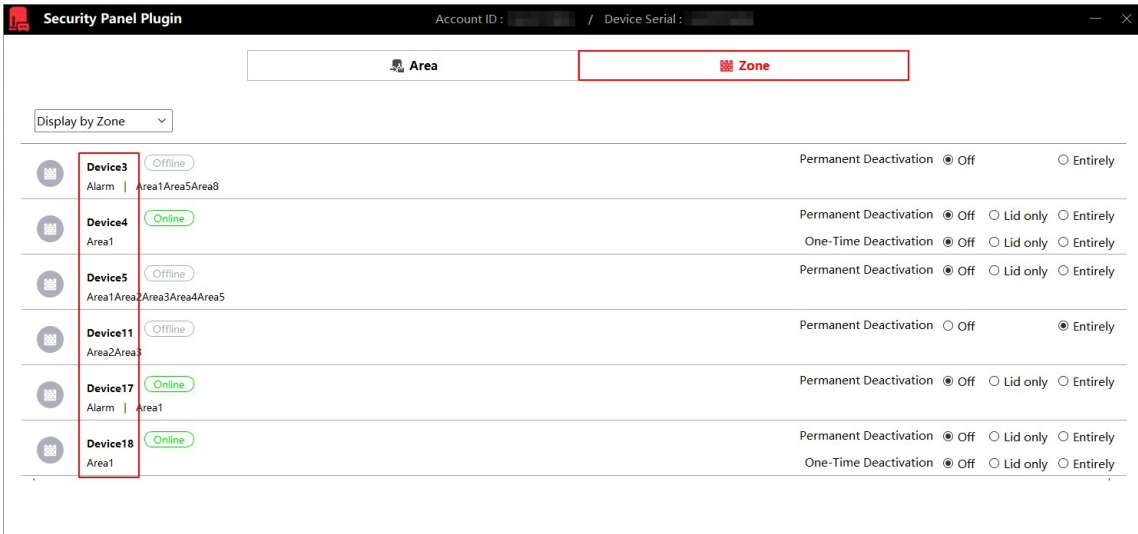 Security Panel Plugin Account ID : / Device Serial :
Area Zone
Display by Zone
Device3 Offline Permanent Deactivation Off Entirely
Alarm | Area1Area5Area8
Device4 Online Permanent Deactivation Off Lid only Entirely
Area1 One-Time Deactivation Off Lid only Entirely
Device5 Offline Permanent Deactivation Off Lid only Entirely
Area1Area2Area3Area4Area5
Device11 Offline Permanent Deactivation Off Entirely
Area2Area3
Device17 Online Permanent Deactivation Off Lid only Entirely
Alarm | Area1
Device18 Online Permanent Deactivation Off Lid only Entirely
Area1 One-Time Deactivation Off Lid only Entirely